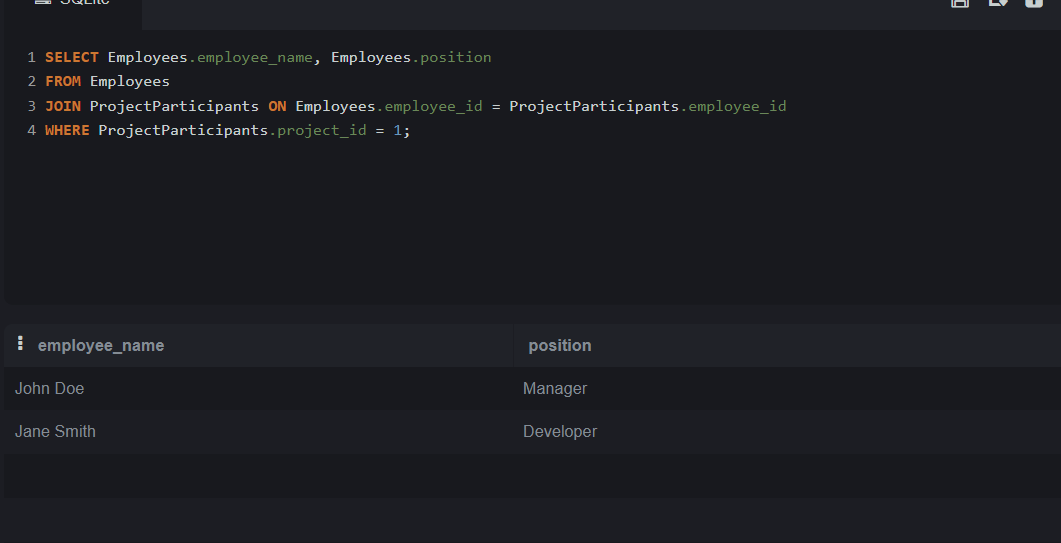 SQLite
1 SELECT Employees.employee_name, Employees.position
2 FROM Employees
3 JOIN ProjectParticipants ON Employees.employee_id = ProjectParticipants.employee_id
4 WHERE ProjectParticipants.project_id = 1;
employee_name position
John Doe Manager
Jane Smith Developer